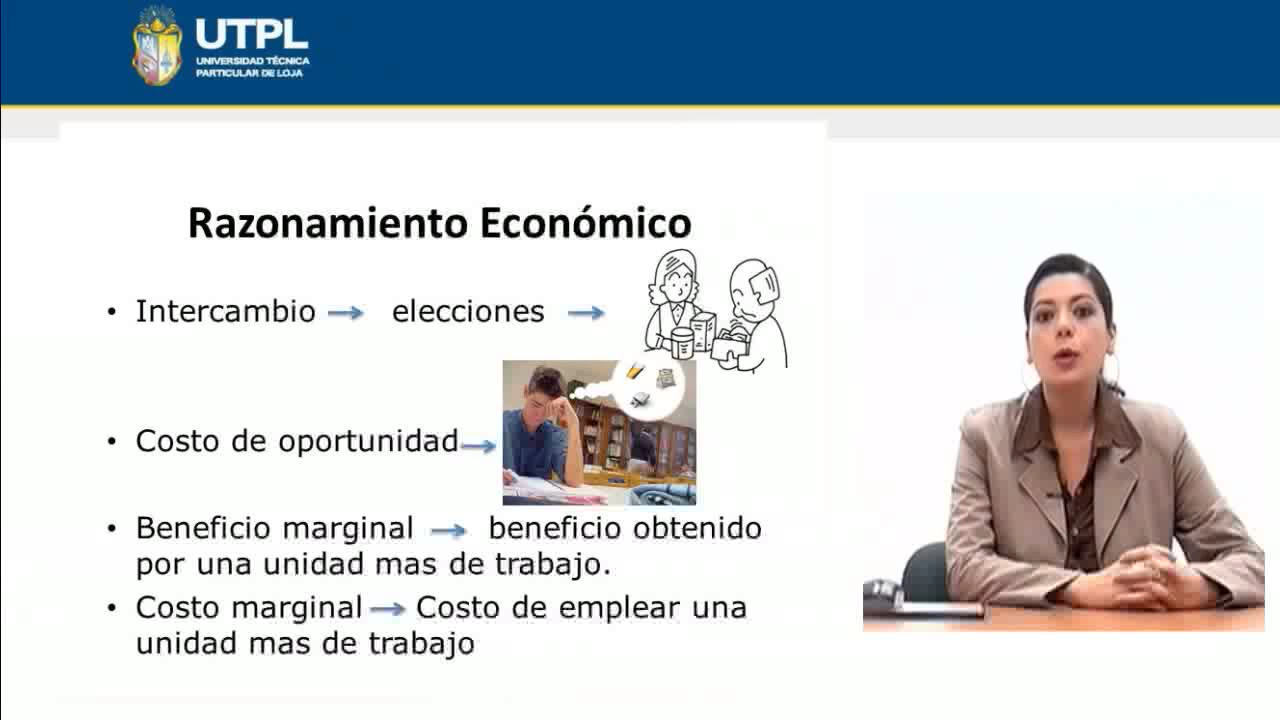 UTPL
UNIVERSIDAD TÉCNICA
PARTICULAR DE LOJA
Razonamiento Económico
• Intercambio → elecciones →
• Costo de oportunidad →
• Beneficio marginal → beneficio obtenido
por una unidad mas de trabajo.
• Costo marginal → Costo de emplear una
unidad mas de trabajo